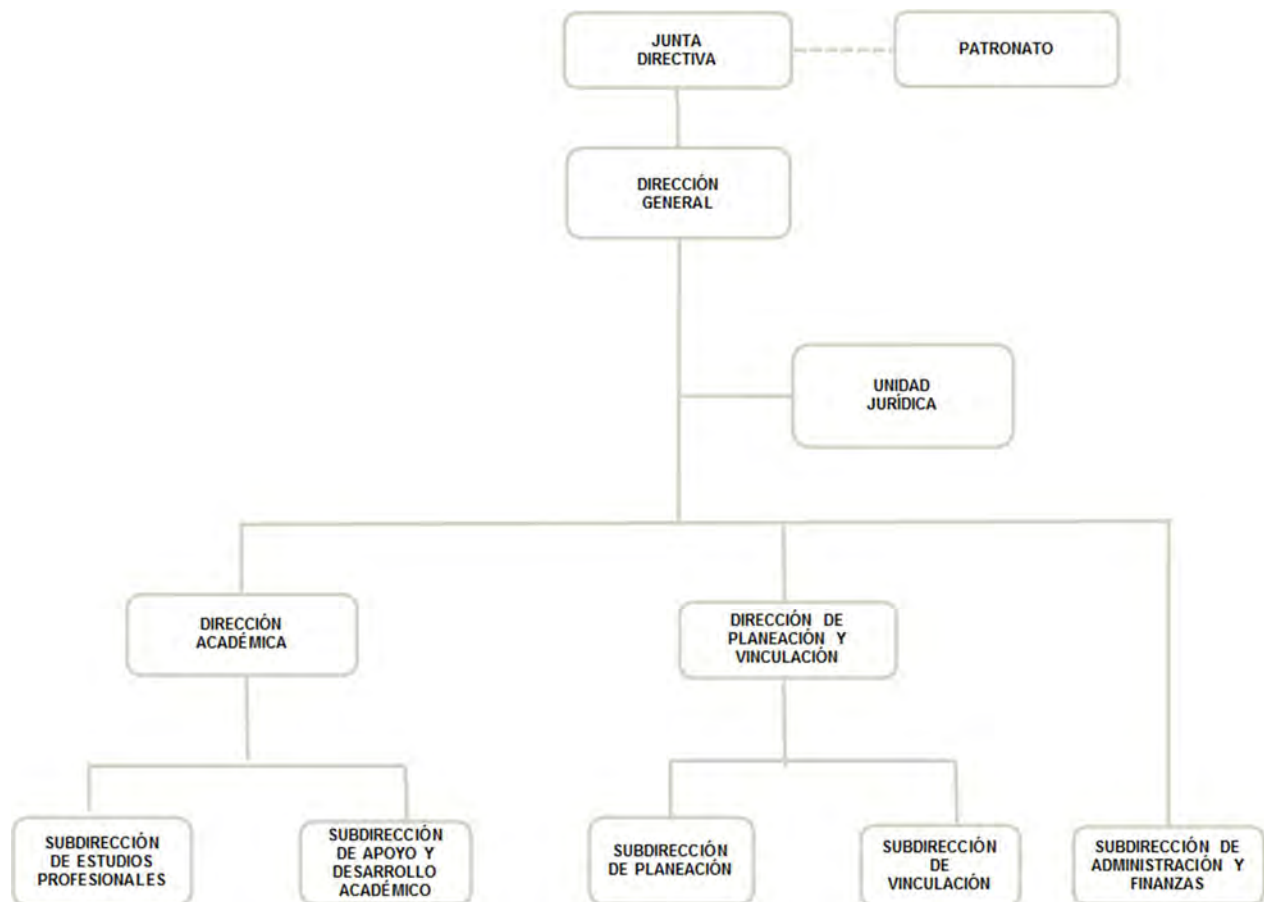 JUNTA
DIRECTIVA
PATRONATO
DIRECCIÓN
GENERAL
UNIDAD
JURÍDICA
DIRECCIÓN
ACADÉMICA
DIRECCIÓN DE
PLANEACIÓN Y
VINCULACIÓN
SUBDIRECCIÓN
DE ESTUDIOS
PROFESIONALES
SUBDIRECCIÓN
DE APOYO Y
DESARROLLO
ACADÉMICO
SUBDIRECCIÓN
DE PLANEACIÓN
SUBDIRECCIÓN
DE
VINCULACIÓN
SUBDIRECCIÓN DE
ADMINISTRACIÓN Y
FINANZAS